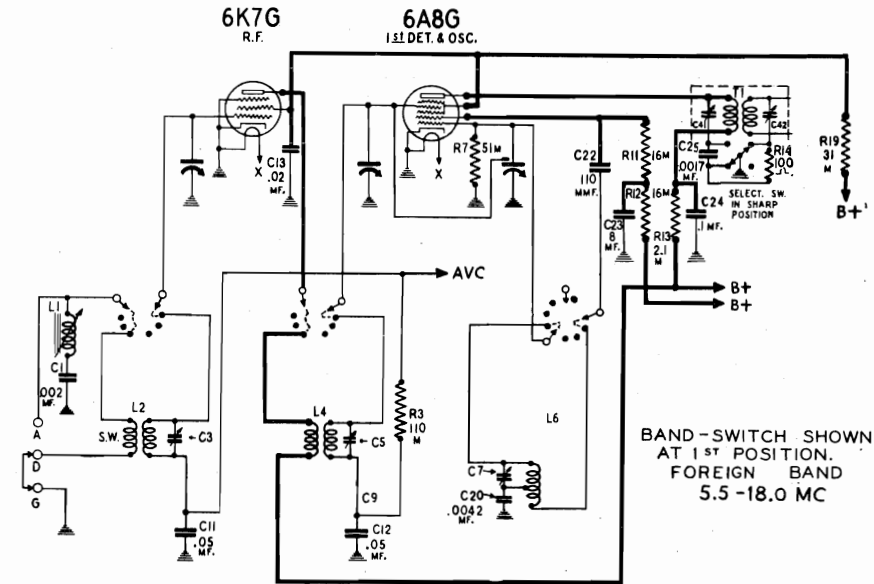 6K7G
R.F.
6A8G
1st DET. & OSC.
C13
.02
MF.
X
R7
51M
X
C22
110
MMF.
R11
16M
R12
16M
C23
8
MF.
R13
2.1
M
C24
.1MF.
T1
C41
C42
C25
.0017
MF.
R14
100
Ω
SELECT. SW.
IN SHARP
POSITION
R19
31
M
B+
AVC
B+
B+
L1
C1
.002
MF.
A
D
G
S.W.
L2
C3
C11
.05
MF.
L4
C5
C9
C12
.05
MF.
R3
110
M
L6
C7
C20
.0042
MF.
BAND-SWITCH SHOWN
AT 1ST POSITION.
FOREIGN BAND
5.5-18.0 MC